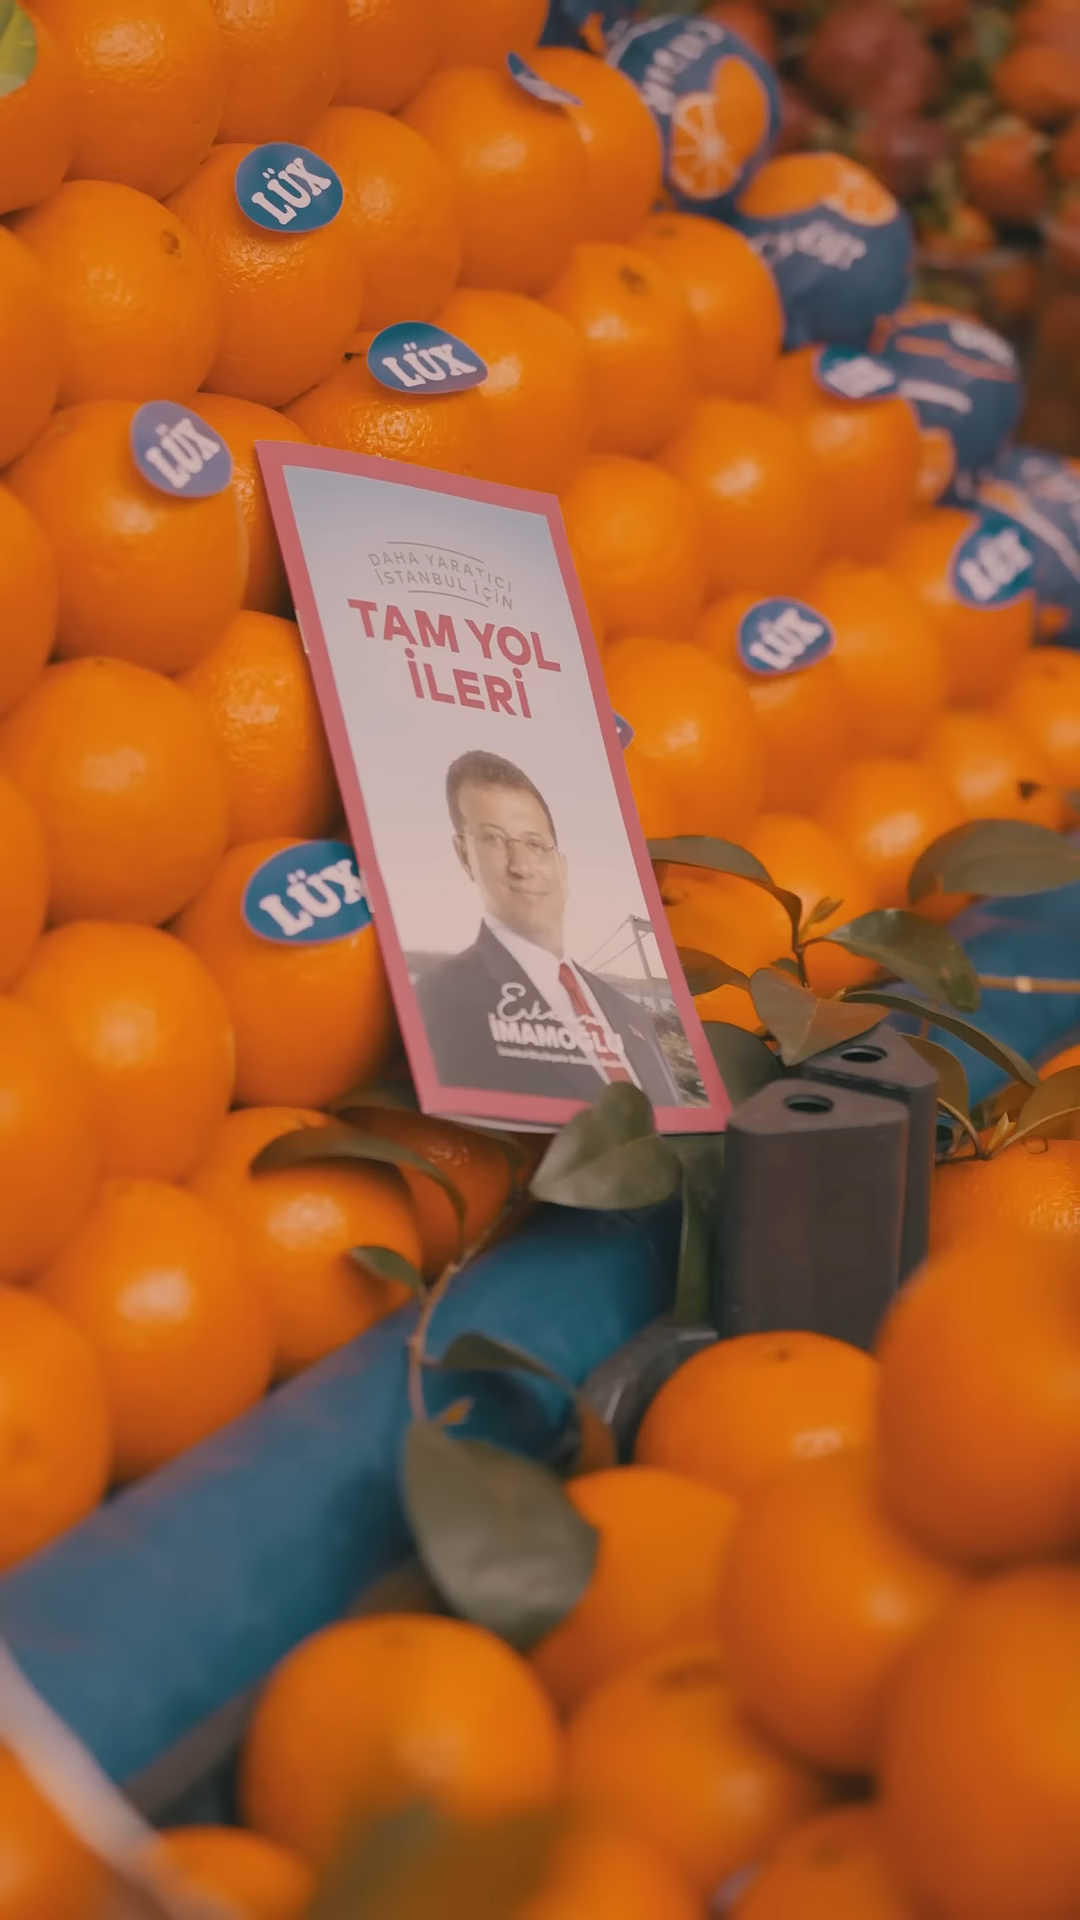 LÜX
LÜX
LÜX
DAHA YARATICI
İSTANBUL İÇİN
TAM YOL
İLERİ
LÜX
LÜX
LÜX
İMAMOĞLU